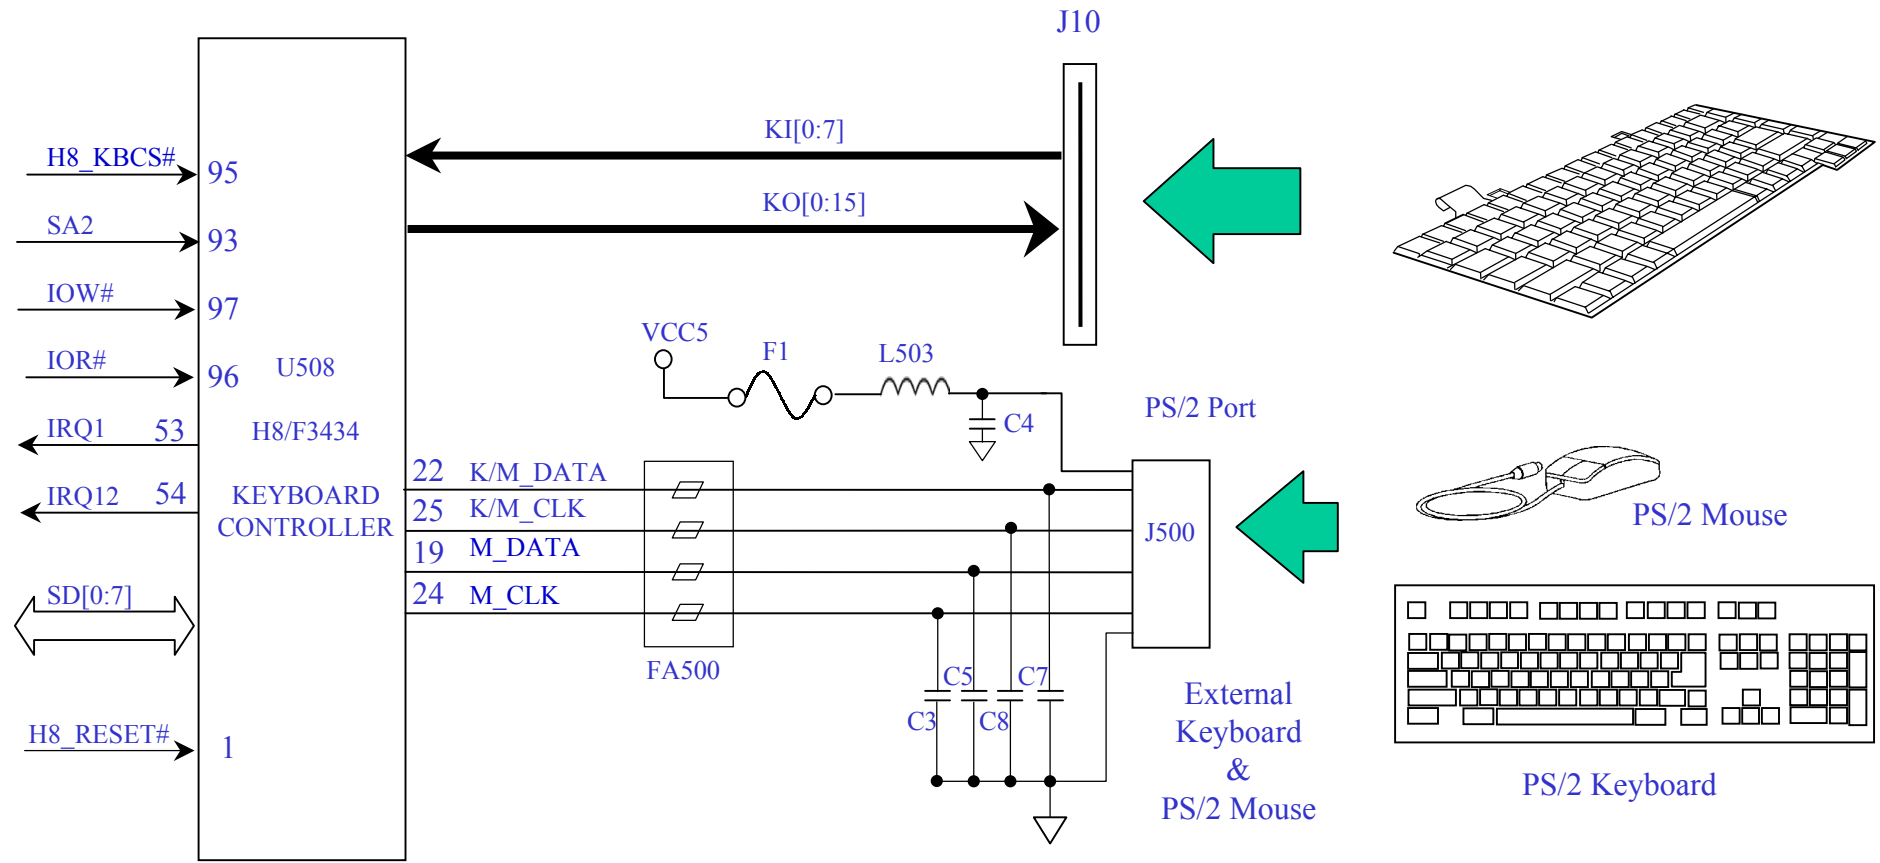 J10
KI[0:7]
KO[0:15]
H8_KBCS#
95
SA2
93
IOW#
97
IOR#
96
U508
IRQ1
53
H8/F3434
IRQ12
54
KEYBOARD
CONTROLLER
SD[0:7]
H8_RESET#
1
VCC5
F1
L503
C4
PS/2 Port
22
K/M_DATA
25
K/M_CLK
19
M_DATA
24
M_CLK
J500
FA500
C5
C7
C3
C8
External
Keyboard
&
PS/2 Mouse
PS/2 Mouse
PS/2 Keyboard